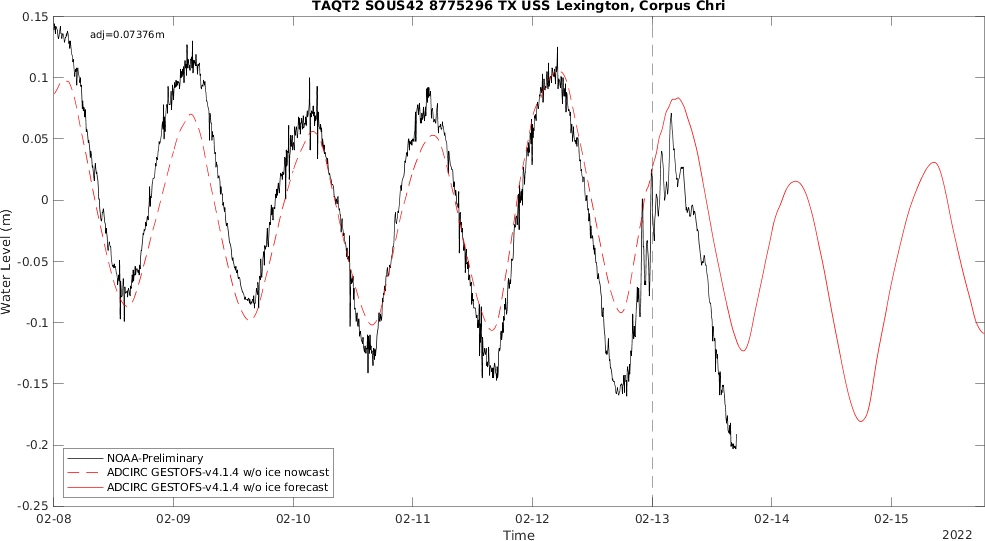 TAQT2 SOUS42 8775296 TX USS Lexington, Corpus Chri
adj=0.07376m
0.15
0.1
0.05
0
-0.05
-0.1
-0.15
-0.2
-0.25
Water Level (m)
NOAA-Preliminary
ADCIRC GESTOFS-v4.1.4 w/o ice nowcast
ADCIRC GESTOFS-v4.1.4 w/o ice forecast
02-08 02-09 02-10 02-11 02-12 02-13 02-14 02-15
Time
2022